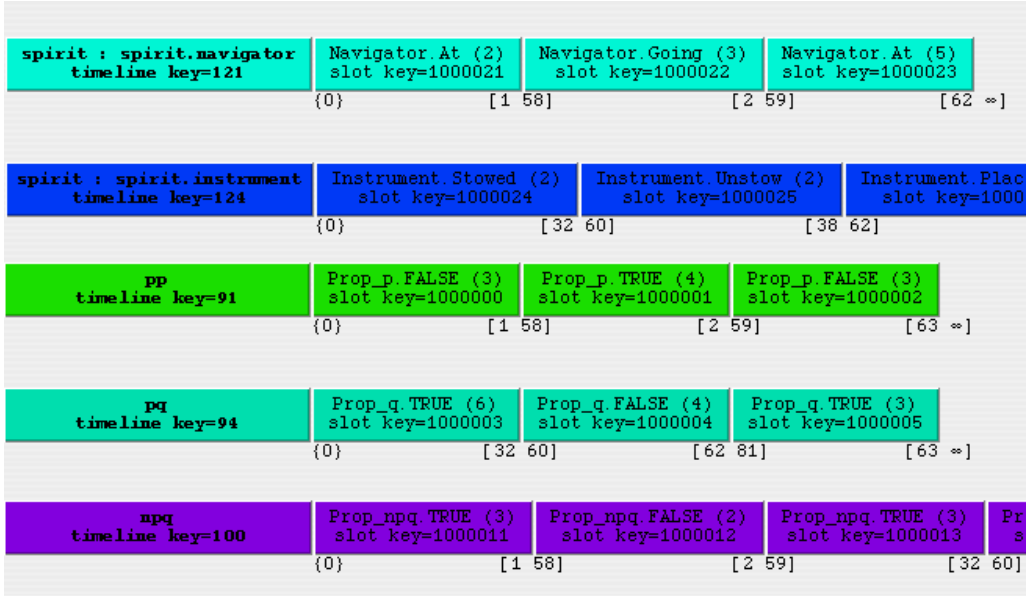 spirit : spirit.navigator Navigator.At (2) Navigator.Going (3) Navigator.At (5)
timeline key=121 slot key=1000021 slot key=1000022 slot key=1000023
{0} [1 58] [2 59] [62 ∞]
spirit : spirit.instrument Instrument.Stowed (2) Instrument.Unstow (2) Instrument.Plac
timeline key=124 slot key=1000024 slot key=1000025 slot key=1000
{0} [32 60] [38 62]
pp Prop_p.FALSE (3) Prop_p.TRUE (4) Prop_p.FALSE (3)
timeline key=91 slot key=1000000 slot key=1000001 slot key=1000002
{0} [1 58] [2 59] [63 ∞]
pq Prop_q.TRUE (6) Prop_q.FALSE (4) Prop_q.TRUE (3)
timeline key=94 slot key=1000003 slot key=1000004 slot key=1000005
{0} [32 60] [62 81] [63 ∞]
npq Prop_npq.TRUE (3) Prop_npq.FALSE (2) Prop_npq.TRUE (3) Pr
timeline key=100 slot key=1000011 slot key=1000012 slot key=1000013 s
{0} [1 58] [2 59] [32 60]